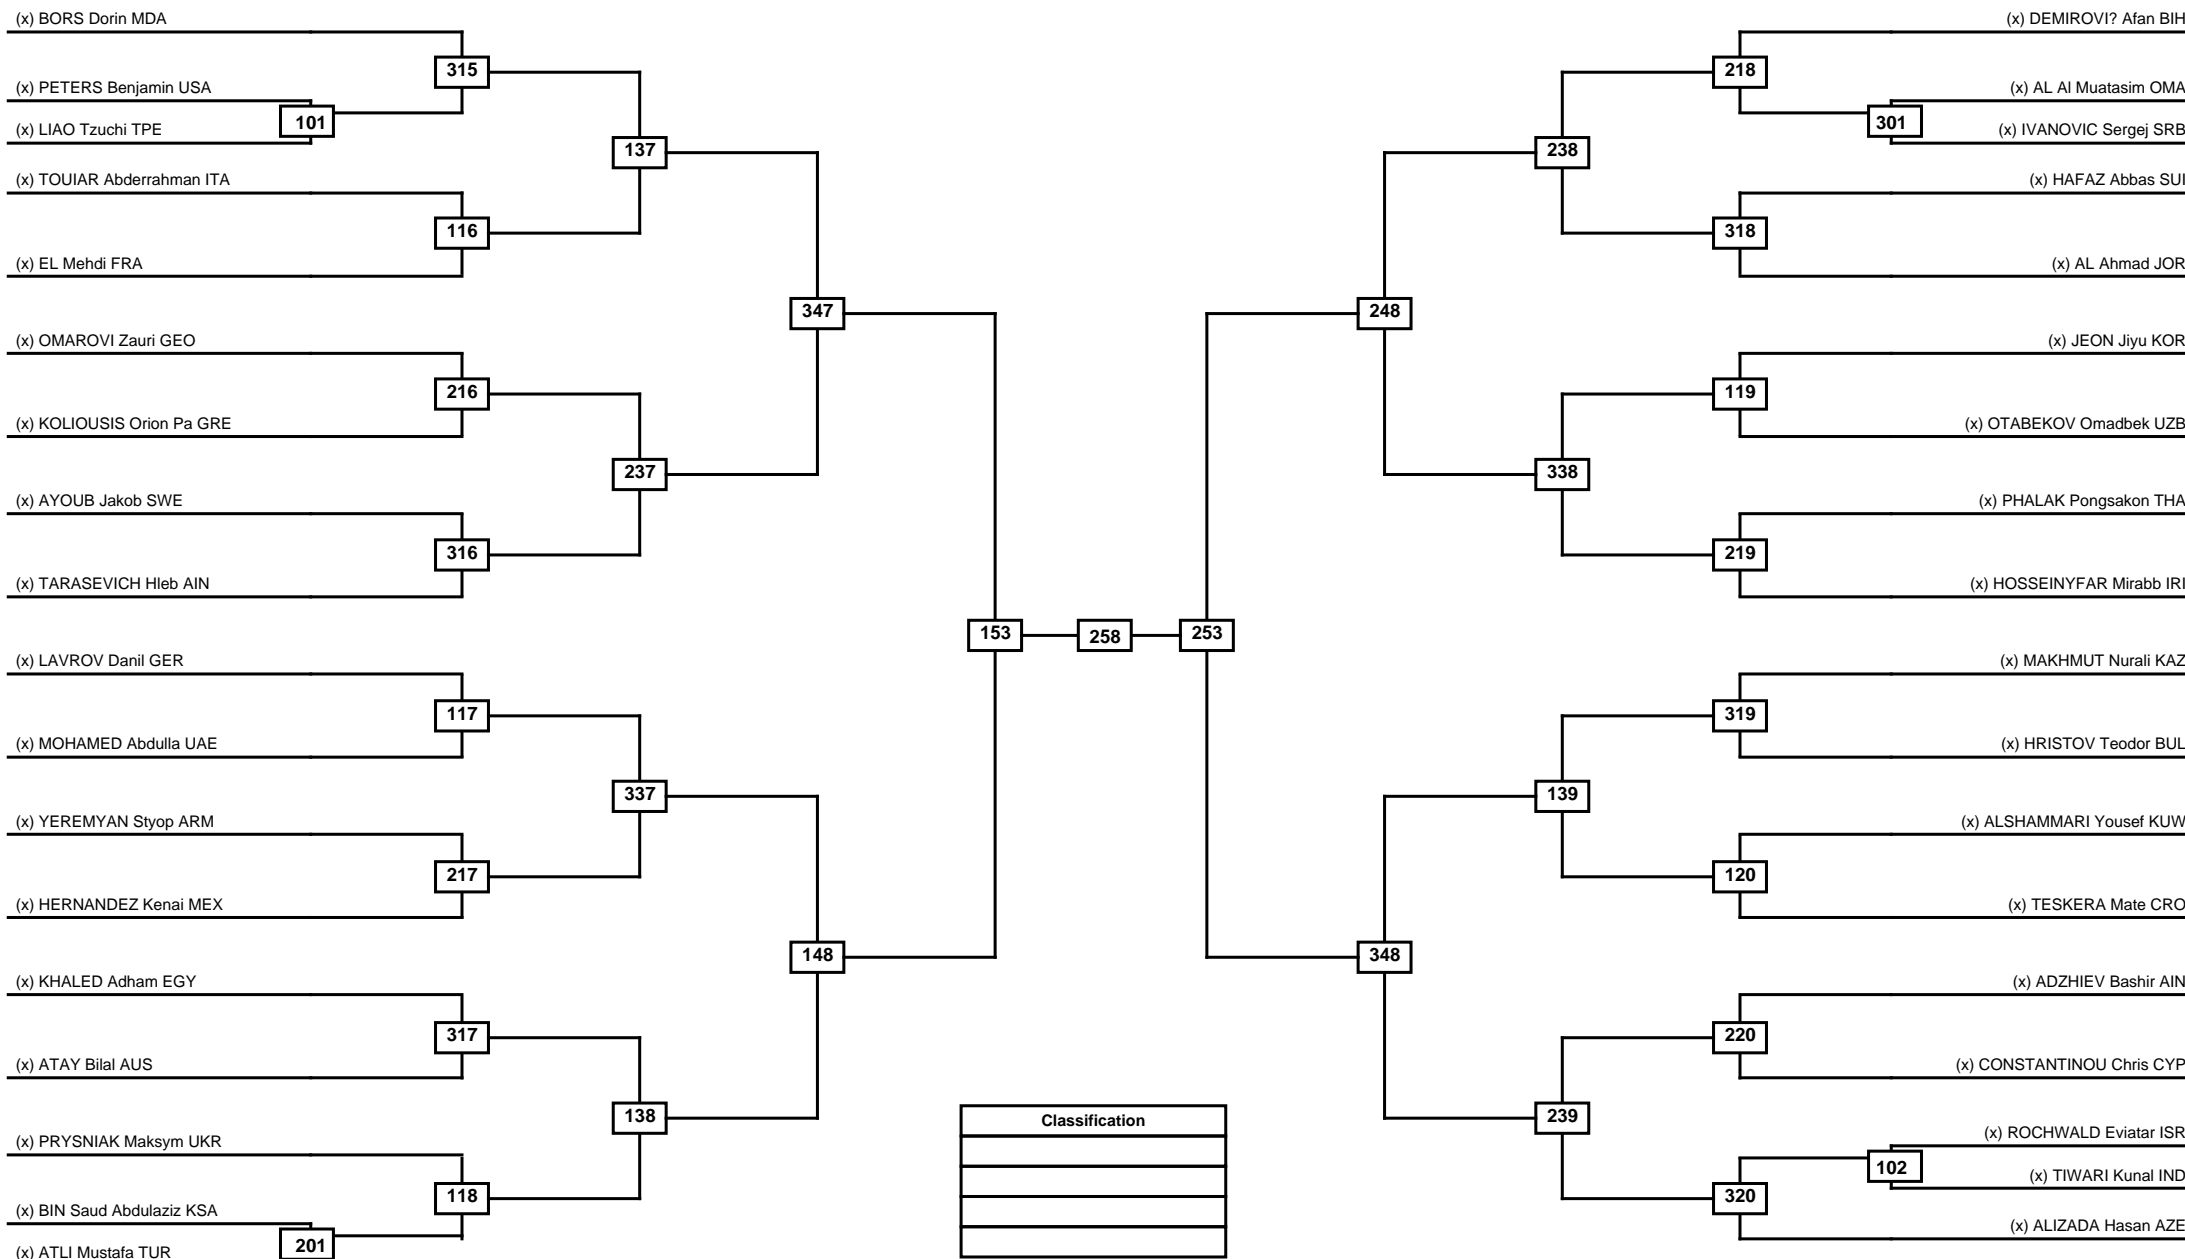 (x) BORS Dorin MDA
315
(x) PETERS Benjamin USA
101
(x) LIAO Tzuchi TPE
137
(x) TOUIAR Abderrahman ITA
116
(x) EL Mehdi FRA
347
(x) OMAROVI Zauri GEO
216
(x) KOLIOUSIS Orion Pa GRE
237
(x) AYOUB Jakob SWE
316
(x) TARASEVICH Hleb AIN
153
258
253
(x) LAVROV Danil GER
117
(x) MOHAMED Abdulla UAE
337
(x) YEREMYAN Styop ARM
217
(x) HERNANDEZ Kenai MEX
148
(x) KHALED Adham EGY
317
(x) ATAY Bilal AUS
138
(x) PRYSNIAK Maksym UKR
118
(x) BIN Saud Abdulaziz KSA
201
(x) ATLI Mustafa TUR
Classification
(x) DEMIROVI? Afan BIH
218
(x) AL Al Muatasim OMA
301
(x) IVANOVIC Sergej SRB
238
(x) HAFAZ Abbas SUI
318
(x) AL Ahmad JOR
248
(x) JEON Jiyu KOR
119
(x) OTABEKOV Omadbek UZB
338
(x) PHALAK Pongsakon THA
219
(x) HOSSEINYFAR Mirabb IRI
(x) MAKHMUT Nurali KAZ
319
(x) HRISTOV Teodor BUL
139
(x) ALSHAMMARI Yousef KUW
120
(x) TESKERA Mate CRO
348
(x) ADZHIEV Bashir AIN
220
(x) CONSTANTINOU Chris CYP
239
(x) ROCHWALD Eviatar ISR
102
(x) TIWARI Kunal IND
320
(x) ALIZADA Hasan AZE